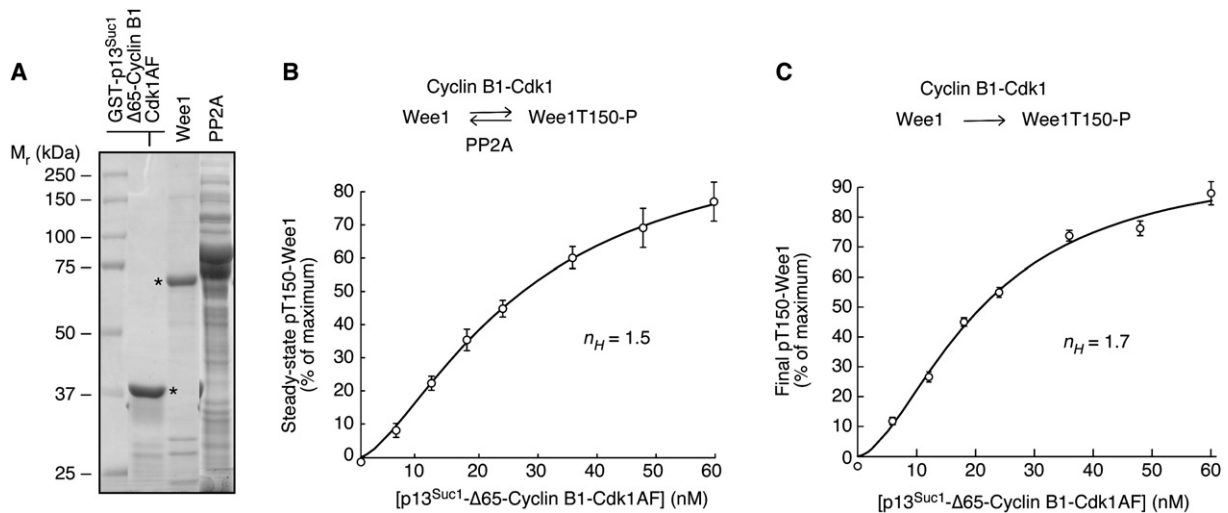 A
GST-p13Suc1
Δ65-Cyclin B1
Cdk1AF
Wee1
PP2A
Mr (kDa)
250
150
100
75
50
37
25
*
*
B
Cyclin B1-Cdk1
Wee1 ⇌ Wee1T150-P
PP2A
Steady-state pT150-Wee1
(% of maximum)
80
70
60
50
40
30
20
10
0
nH = 1.5
0 10 20 30 40 50 60
[p13Suc1-Δ65-Cyclin B1-Cdk1AF] (nM)
C
Cyclin B1-Cdk1
Wee1 → Wee1T150-P
Final pT150-Wee1
(% of maximum)
90
80
70
60
50
40
30
20
10
0
nH = 1.7
0 10 20 30 40 50 60
[p13Suc1-Δ65-Cyclin B1-Cdk1AF] (nM)